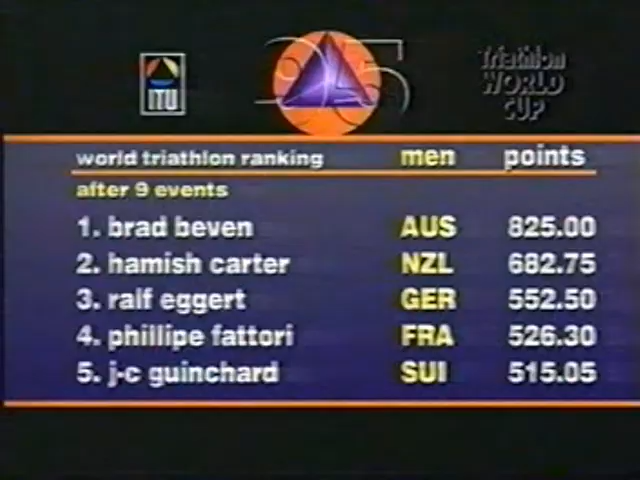 95
ITU
Triathlon
WORLD
CUP
world triathlon ranking men points
after 9 events
1. brad beven AUS 825.00
2. hamish carter NZL 682.75
3. ralf eggert GER 552.50
4. phillipe fattori FRA 526.30
5. j-c guinchard SUI 515.05